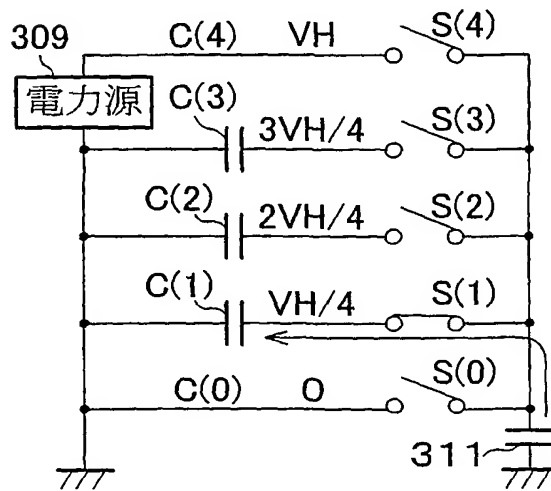 309
C(4) VH S(4)
電力源
C(3) 3VH/4 S(3)
C(2) 2VH/4 S(2)
C(1) VH/4 S(1)
C(0) O S(0)
311